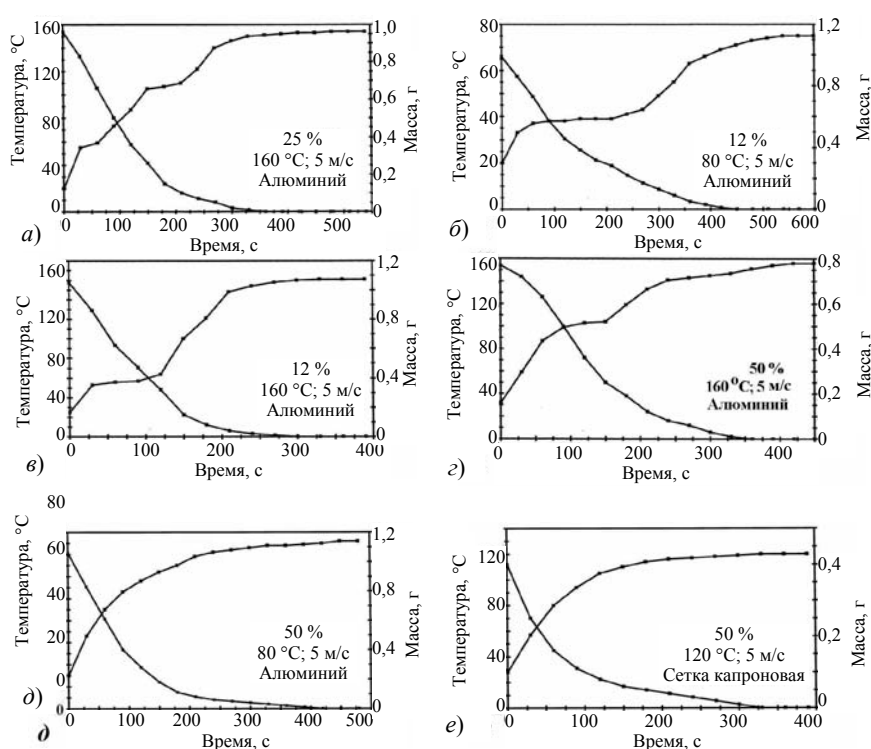 Температура, °С
160
120
80
40
0
1,0
0,8
0,6
0,4
0,2
0
Масса, г
25 %
160 °С; 5 м/с
Алюминий
0 100 200 300 400 500
Время, с
а)
Температура, °С
80
60
40
20
0
1,2
0,8
0,4
0
Масса, г
12 %
80 °С; 5 м/с
Алюминий
0 100 200 300 400 500 600
Время, с
б)
Температура, °С
160
120
80
40
0
1,2
0,8
0,4
0
Масса, г
12 %
160 °С; 5 м/с
Алюминий
0 100 200 300 400
Время, с
в)
Температура, °С
160
120
80
40
0
0,8
0,6
0,4
0,2
0
Масса, г
50 %
160 °С; 5 м/с
Алюминий
0 100 200 300 400
Время, с
г)
Температура, °С
80
60
40
20
0
0
1,2
0,8
0,4
0
Масса, г
50 %
80 °С; 5 м/с
Алюминий
0 100 200 300 400 500
Время, с
д)
д
)
Температура, °С
120
80
40
0
0,4
0,2
0
Масса, г
50 %
120 °С; 5 м/с
Сетка капроновая
0 100 200 300 400
Время, с
е)